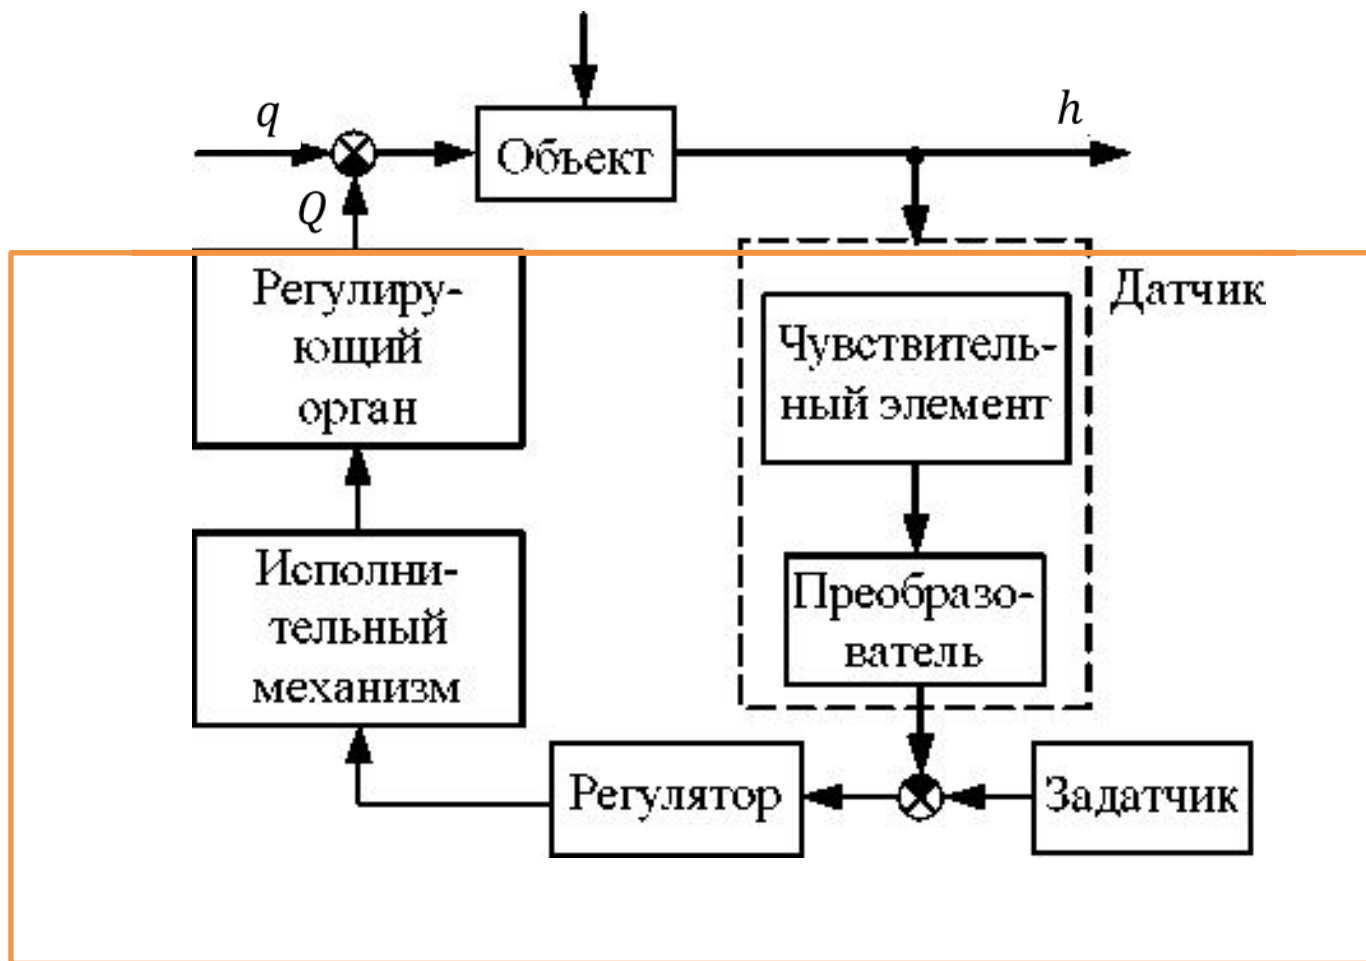 q
h
Объект
Q
Регулиру-
ющий
орган
Датчик
Чувствитель-
ный элемент
Исполни-
тельный
механизм
Преобразо-
ватель
Регулятор
Задатчик